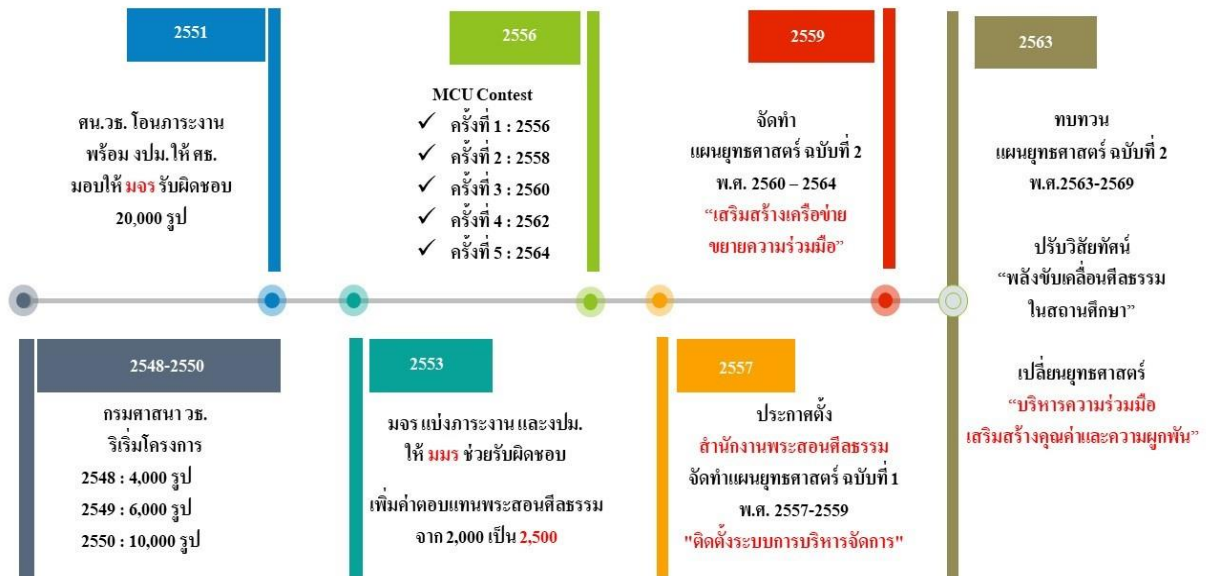 2551
ศน.วธ. โอนภาระงาน
พร้อม งปม. ให้ ศธ.
มอบให้ มจร รับผิดชอบ
20,000 รูป
2556
MCU Contest
✓ ครั้งที่ 1 : 2556
✓ ครั้งที่ 2 : 2558
✓ ครั้งที่ 3 : 2560
✓ ครั้งที่ 4 : 2562
✓ ครั้งที่ 5 : 2564
2559
จัดทำ
แผนยุทธศาสตร์ ฉบับที่ 2
พ.ศ. 2560 – 2564
“เสริมสร้างเครือข่าย
ขยายความร่วมมือ”
2563
ทบทวน
แผนยุทธศาสตร์ ฉบับที่ 2
พ.ศ.2563-2569
ปรับวิสัยทัศน์
“พลังขับเคลื่อนศีลธรรม
ในสถานศึกษา”
เปลี่ยนยุทธศาสตร์
“บริหารความร่วมมือ
เสริมสร้างคุณค่าและความผูกพัน”
2548-2550
กรมศาสนา วธ.
ริเริ่มโครงการ
2548 : 4,000 รูป
2549 : 6,000 รูป
2550 : 10,000 รูป
2553
มจร แบ่งภาระงาน และงปม.
ให้ มมร ช่วยรับผิดชอบ
เพิ่มค่าตอบแทนพระสอนศีลธรรม
จาก 2,000 เป็น 2,500
2557
ประกาศตั้ง
สำนักงานพระสอนศีลธรรม
จัดทำแผนยุทธศาสตร์ ฉบับที่ 1
พ.ศ. 2557-2559
"ติดตั้งระบบการบริหารจัดการ"